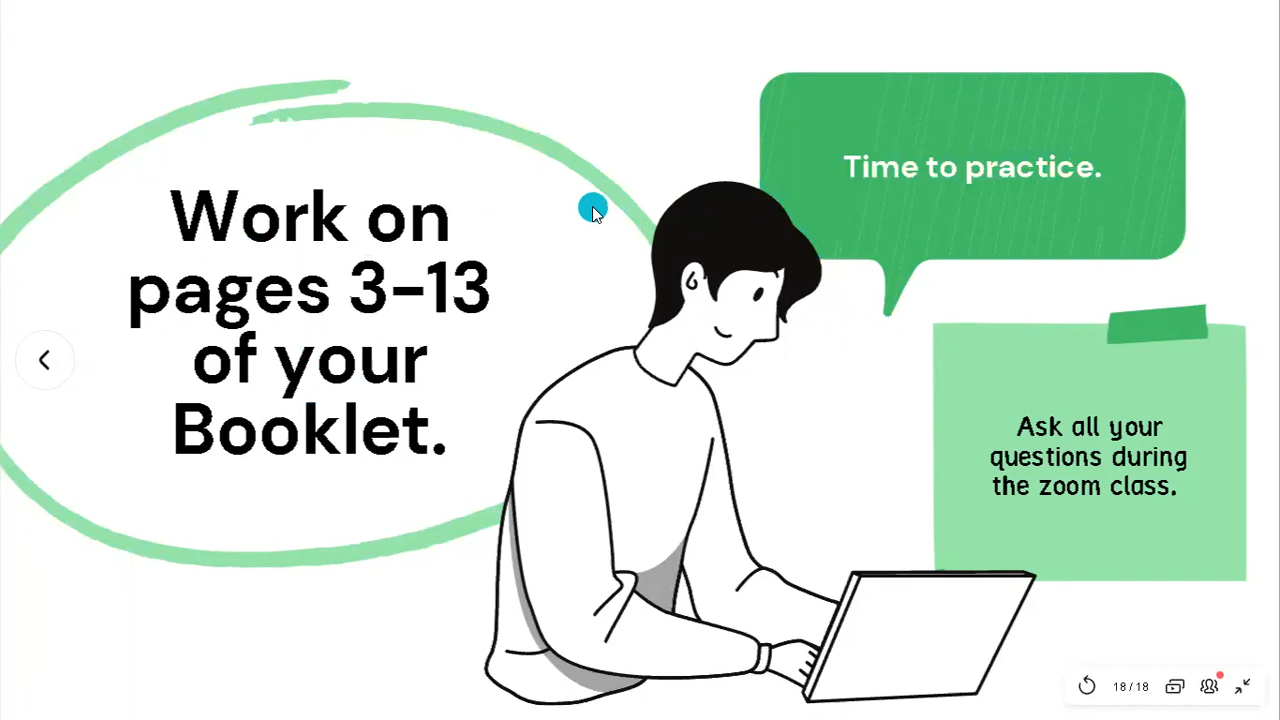 Work on
pages 3-13
of your
Booklet.
Time to practice.
Ask all your
questions during
the zoom class.
18/18